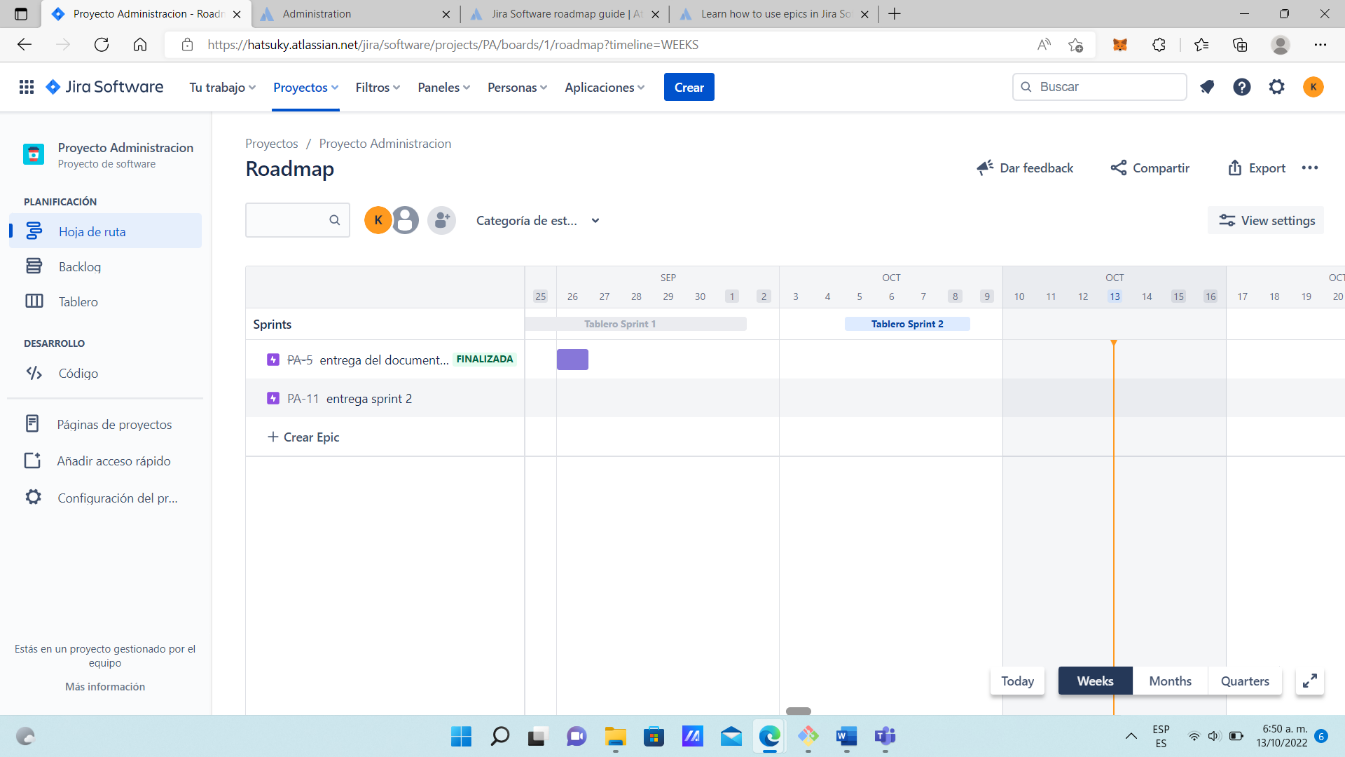 Proyecto Administracion - Roadm
Administration
Jira Software roadmap guide | At
Learn how to use epics in Jira So
https://hatsuky.atlassian.net/jira/software/projects/PA/boards/1/roadmap?timeline=WEEKS
Jira Software
Tu trabajo
Proyectos
Filtros
Paneles
Personas
Aplicaciones
Crear
Buscar
K
Proyecto Administracion
Proyecto de software
PLANIFICACIÓN
Hoja de ruta
Backlog
Tablero
DESARROLLO
Código
Páginas de proyectos
Añadir acceso rápido
Configuración del pr...
Estás en un proyecto gestionado por el
equipo
Más información
Proyectos / Proyecto Administracion
Roadmap
Dar feedback
Compartir
Export
K
Categoría de est...
View settings
SEP
OCT
OCT
OCT
25 26 27 28 29 30 1 2 3 4 5 6 7 8 9 10 11 12 13 14 15 16 17 18 19 20
Sprints
Tablero Sprint 1
Tablero Sprint 2
PA-5 entrega del document... FINALIZADA
PA-11 entrega sprint 2
+ Crear Epic
Today
Weeks
Months
Quarters
ESP
ES
6:50 a. m.
13/10/2022
6